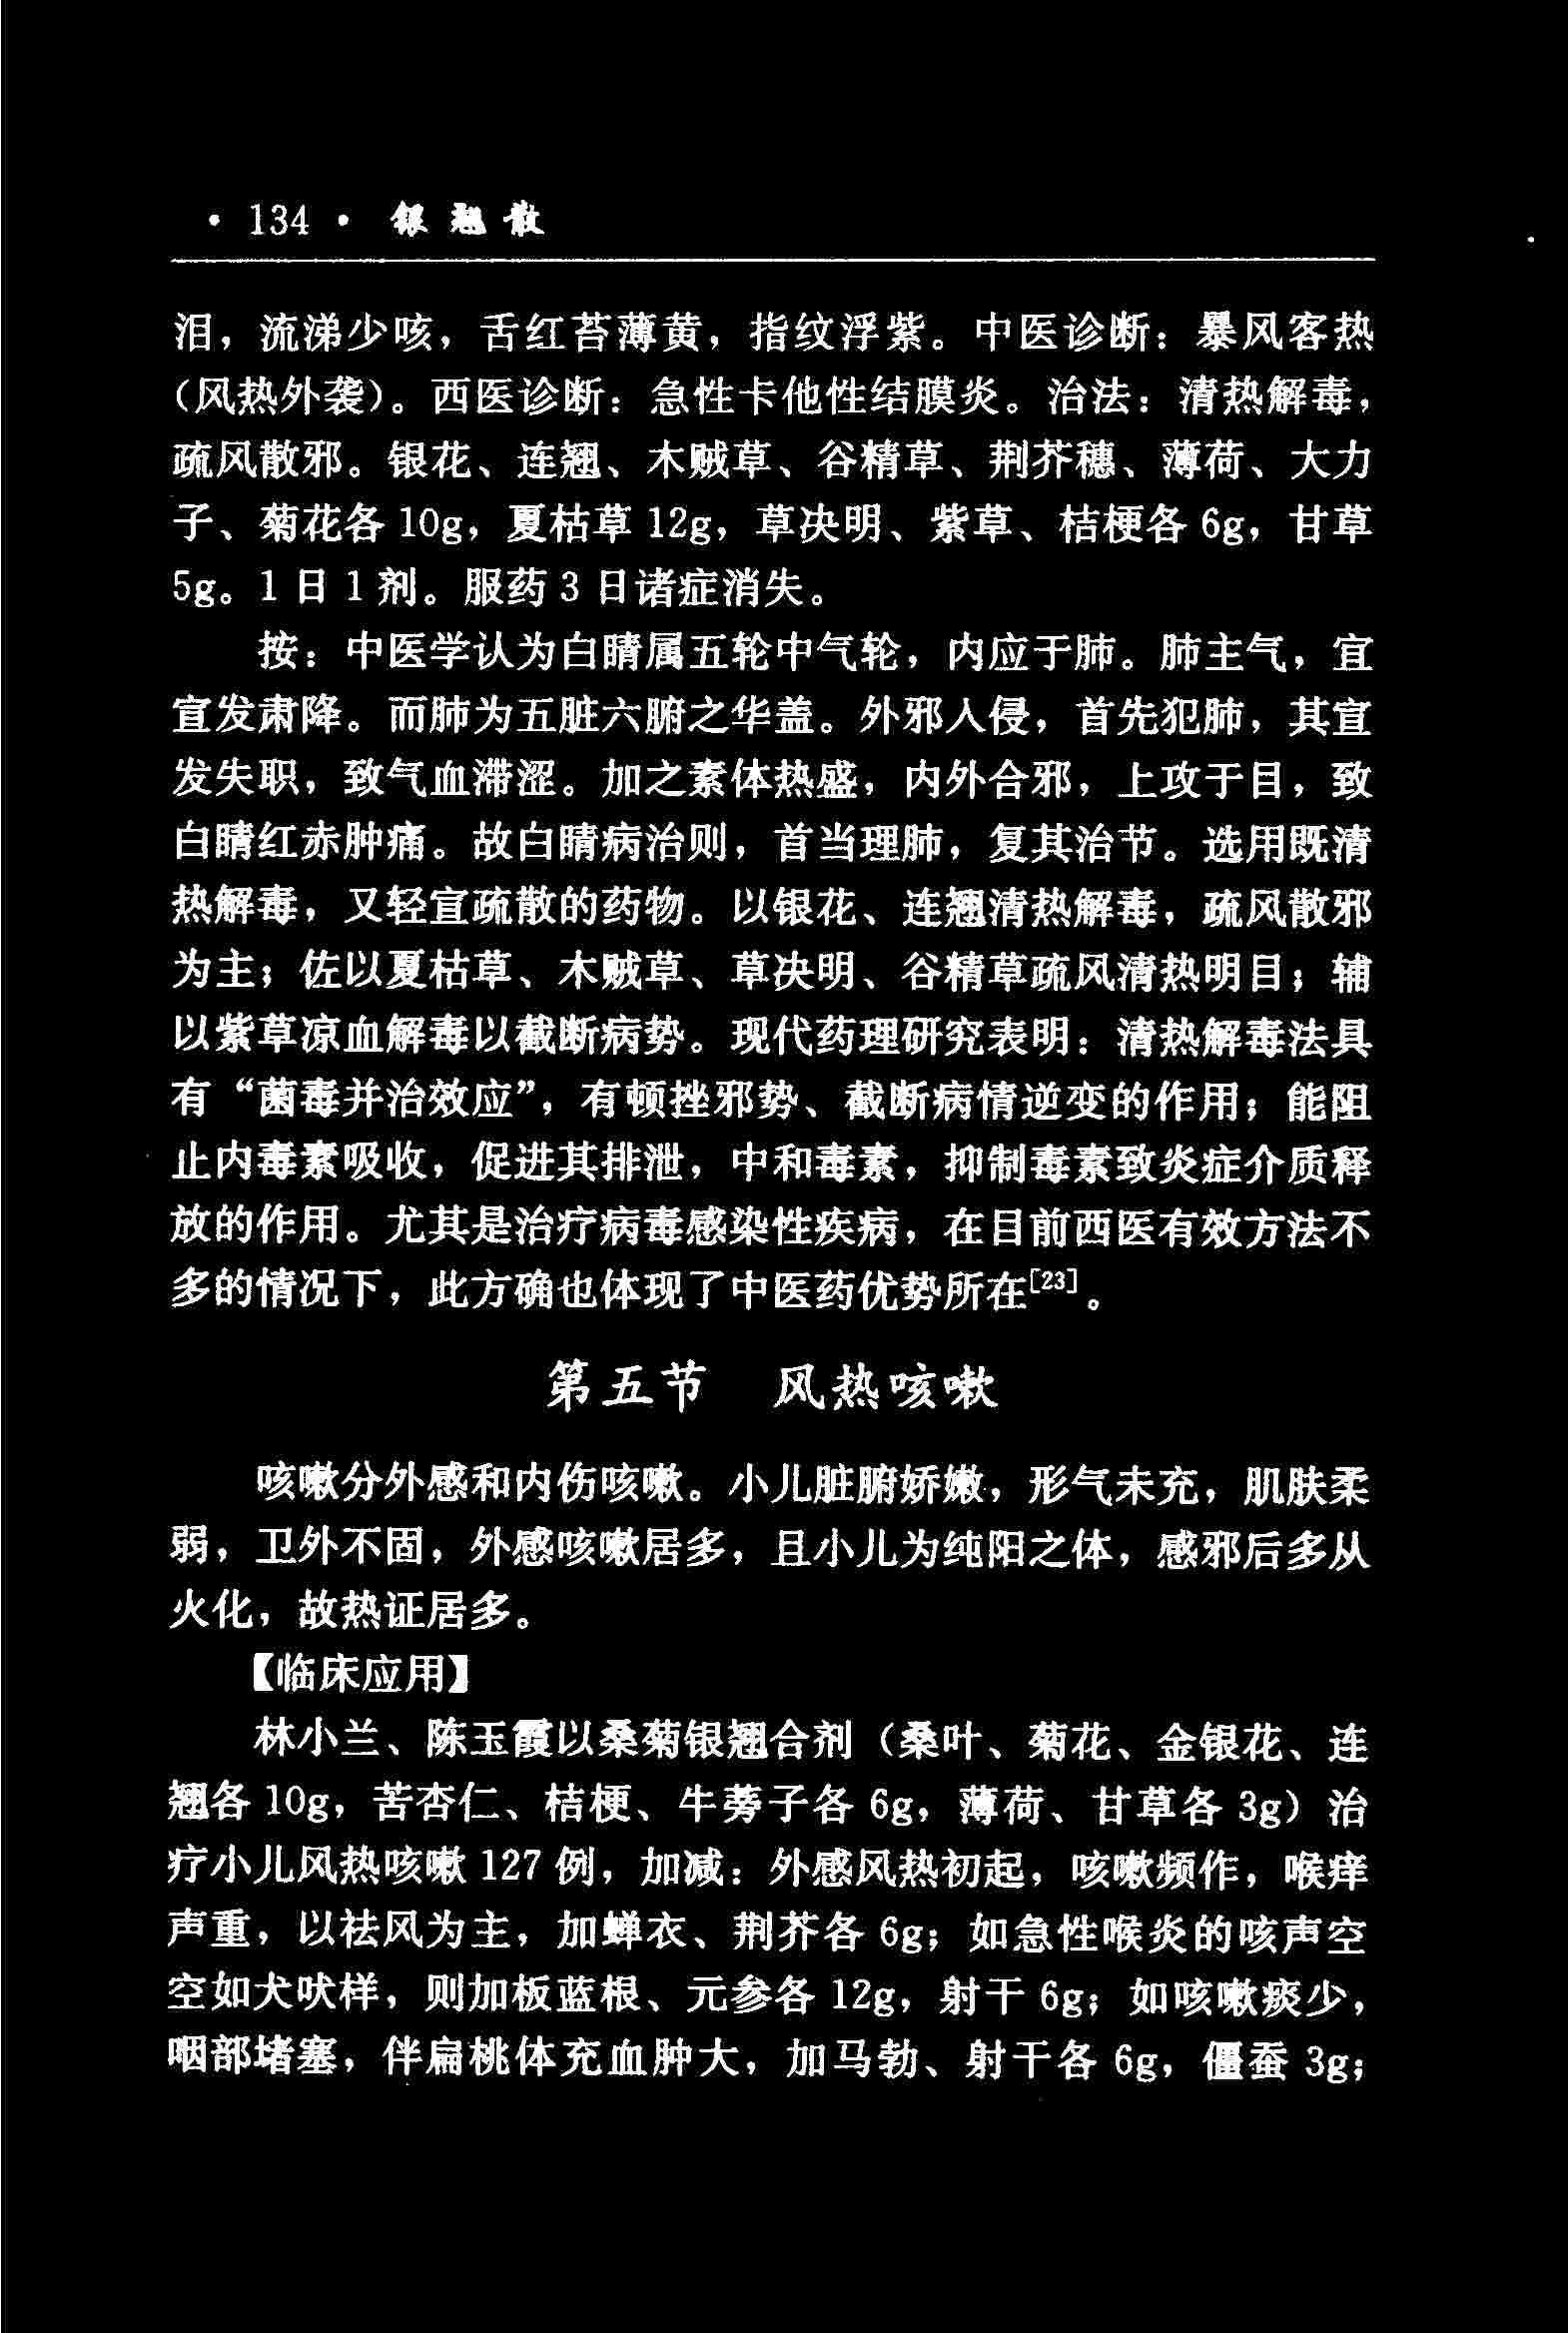 · 134 · 银翘散
泪，流涕少咳，舌红苔薄黄，指纹浮紫。中医诊断：暴风客热
（风热外袭）。西医诊断：急性卡他性结膜炎。治法：清热解毒，
疏风散邪。银花、连翘、木贼草、谷精草、荆芥穗、薄荷、大力
子、菊花各 10g，夏枯草 12g，草决明、紫草、桔梗各 6g，甘草
5g。1 日 1 剂。服药 3 日诸症消失。
按：中医学认为白睛属五轮中气轮，内应于肺。肺主气，宜
宣发肃降。而肺为五脏六腑之华盖。外邪入侵，首先犯肺，其宣
发失职，致气血滞涩。加之素体热盛，内外合邪，上攻于目，致
白睛红赤肿痛。故白睛病治则，首当理肺，复其治节。选用既清
热解毒，又轻宣疏散的药物。以银花、连翘清热解毒，疏风散邪
为主；佐以夏枯草、木贼草、草决明、谷精草疏风清热明目；辅
以紫草凉血解毒以截断病势。现代药理研究表明：清热解毒法具
有“菌毒并治效应”，有顿挫邪势、截断病情逆变的作用；能阻
止内毒素吸收，促进其排泄，中和毒素，抑制毒素致炎症介质释
放的作用。尤其是治疗病毒感染性疾病，在目前西医有效方法不
多的情况下，此方确也体现了中医药优势所在[23]。
第五节 风热咳嗽
咳嗽分外感和内伤咳嗽。小儿脏腑娇嫩，形气未充，肌肤柔
弱，卫外不固，外感咳嗽居多，且小儿为纯阳之体，感邪后多从
火化，故热证居多。
【临床应用】
林小兰、陈玉霞以桑菊银翘合剂（桑叶、菊花、金银花、连
翘各 10g，苦杏仁、桔梗、牛蒡子各 6g，薄荷、甘草各 3g）治
疗小儿风热咳嗽 127 例，加减：外感风热初起，咳嗽频作，喉痒
声重，以祛风为主，加蝉衣、荆芥各 6g；如急性喉炎的咳声空
空如犬吠样，则加板蓝根、元参各 12g，射干 6g；如咳嗽痰少，
咽部堵塞，伴扁桃体充血肿大，加马勃、射干各 6g，僵蚕 3g；